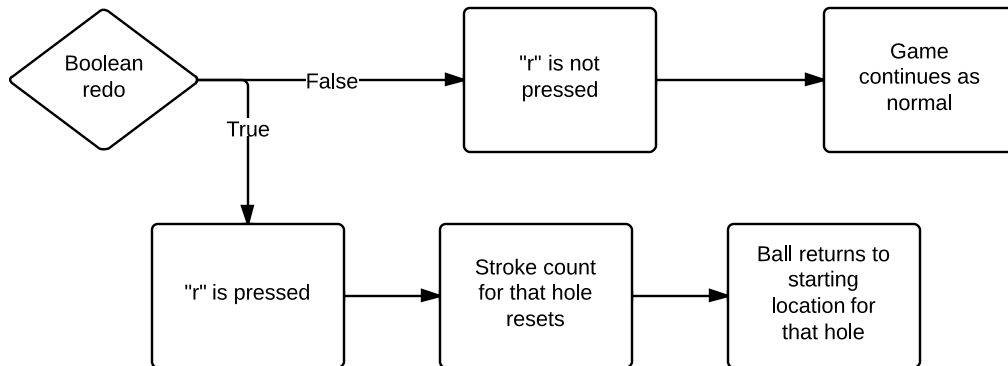 Boolean
redo
False
"r" is not
pressed
Game
continues as
normal
True
"r" is pressed
Stroke count
for that hole
resets
Ball returns to
starting
location for
that hole